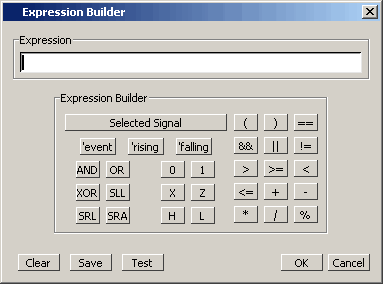 Expression Builder
Expression
Expression Builder
Selected Signal ( ) ==
'event 'rising 'falling && || !=
AND OR 0 1 > >= <
XOR SLL X Z <= + -
SRL SRA H L * / %
Clear Save Test OK Cancel